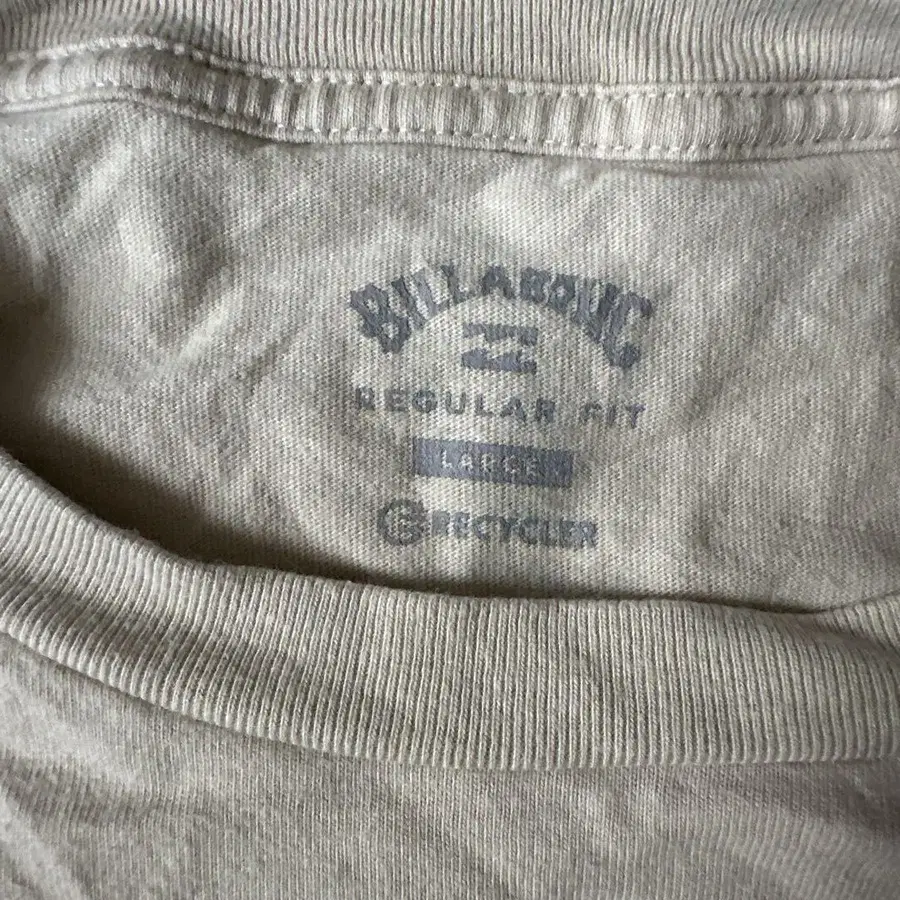 BILLABONG
REGULAR FIT
LARGE
RECYCLER